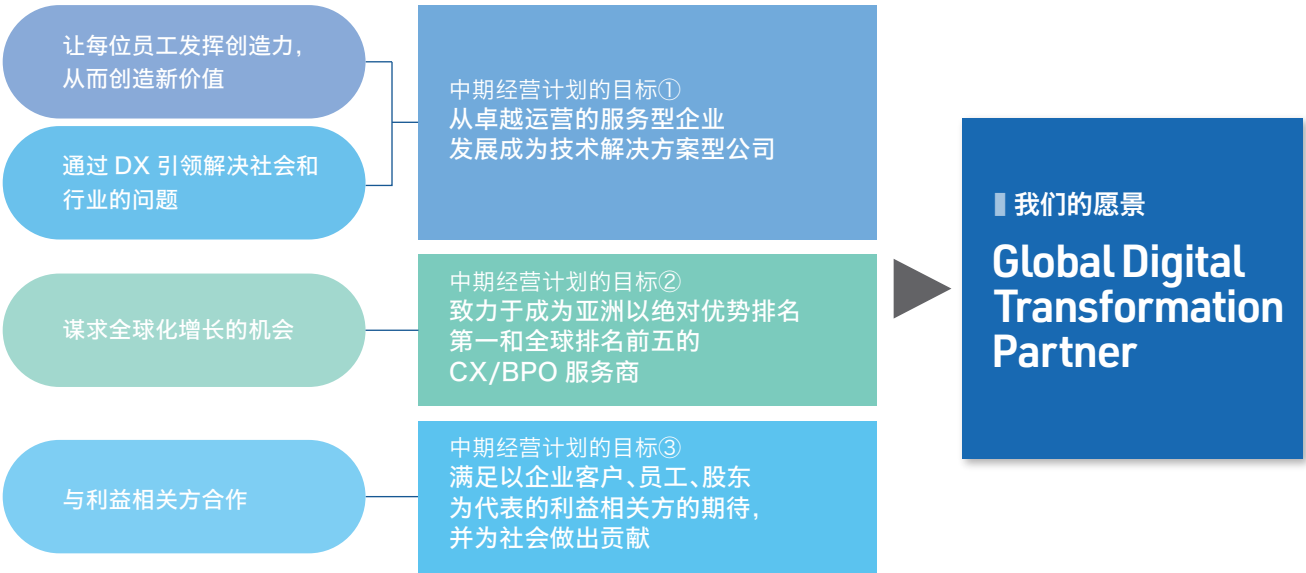 让每位员工发挥创造力，
从而创造新价值
通过 DX 引领解决社会和
行业的问题
中期经营计划的目标①
从卓越运营的服务型企业
发展成为技术解决方案型公司
谋求全球化增长的机会
中期经营计划的目标②
致力于成为亚洲以绝对优势排名
第一和全球排名前五的
CX/BPO 服务商
与利益相关方合作
中期经营计划的目标③
满足以企业客户、员工、股东
为代表的利益相关方的期待，
并为社会做出贡献
我们的愿景
Global Digital
Transformation
Partner